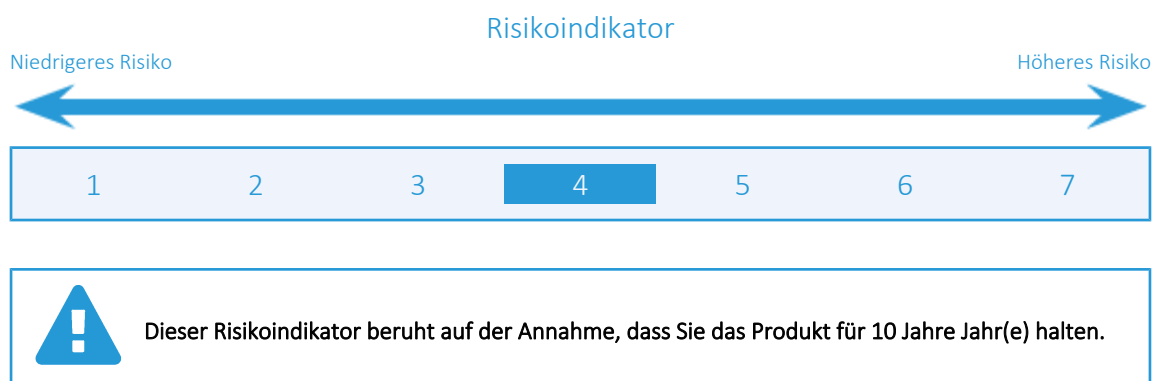 Risikoindikator
Niedrigeres Risiko Höheres Risiko
1 2 3 4 5 6 7
Dieser Risikoindikator beruht auf der Annahme, dass Sie das Produkt für 10 Jahre Jahr(e) halten.